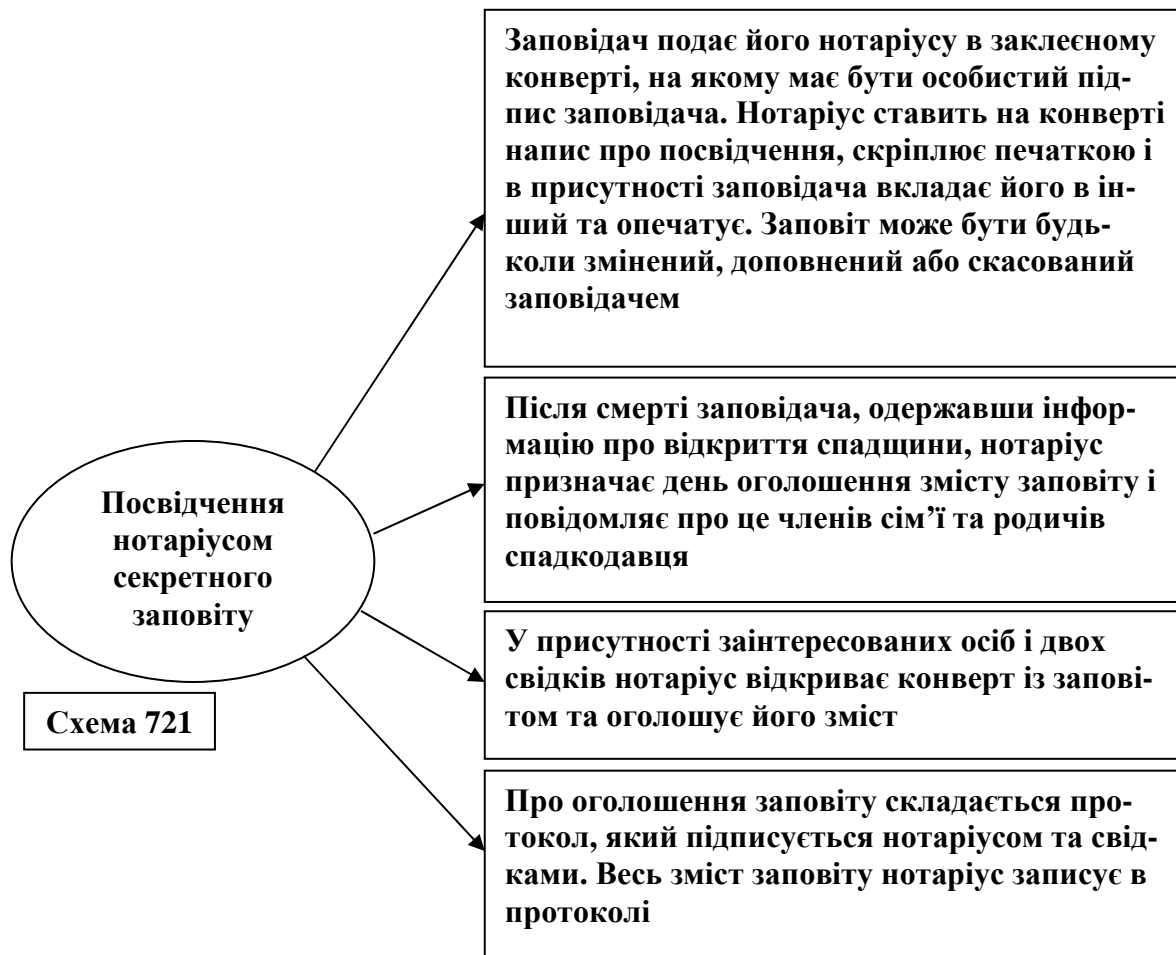 Заповідач подає його нотаріусу в заклеєному
конверті, на якому має бути особистий під-
пис заповідача. Нотаріус ставить на конверті
напис про посвідчення, скріплює печаткою і
в присутності заповідача вкладає його в ін-
ший та опечатує. Заповіт може бути будь-
коли змінений, доповнений або скасований
заповідачем
Після смерті заповідача, одержавши інфор-
мацію про відкриття спадщини, нотаріус
призначає день оголошення змісту заповіту і
повідомляє про це членів сім’ї та родичів
спадкодавця
Посвідчення
нотаріусом
секретного
заповіту
У присутності заінтересованих осіб і двох
свідків нотаріус відкриває конверт із запові-
том та оголошує його зміст
Схема 721
Про оголошення заповіту складається про-
токол, який підписується нотаріусом та свід-
ками. Весь зміст заповіту нотаріус записує в
протоколі